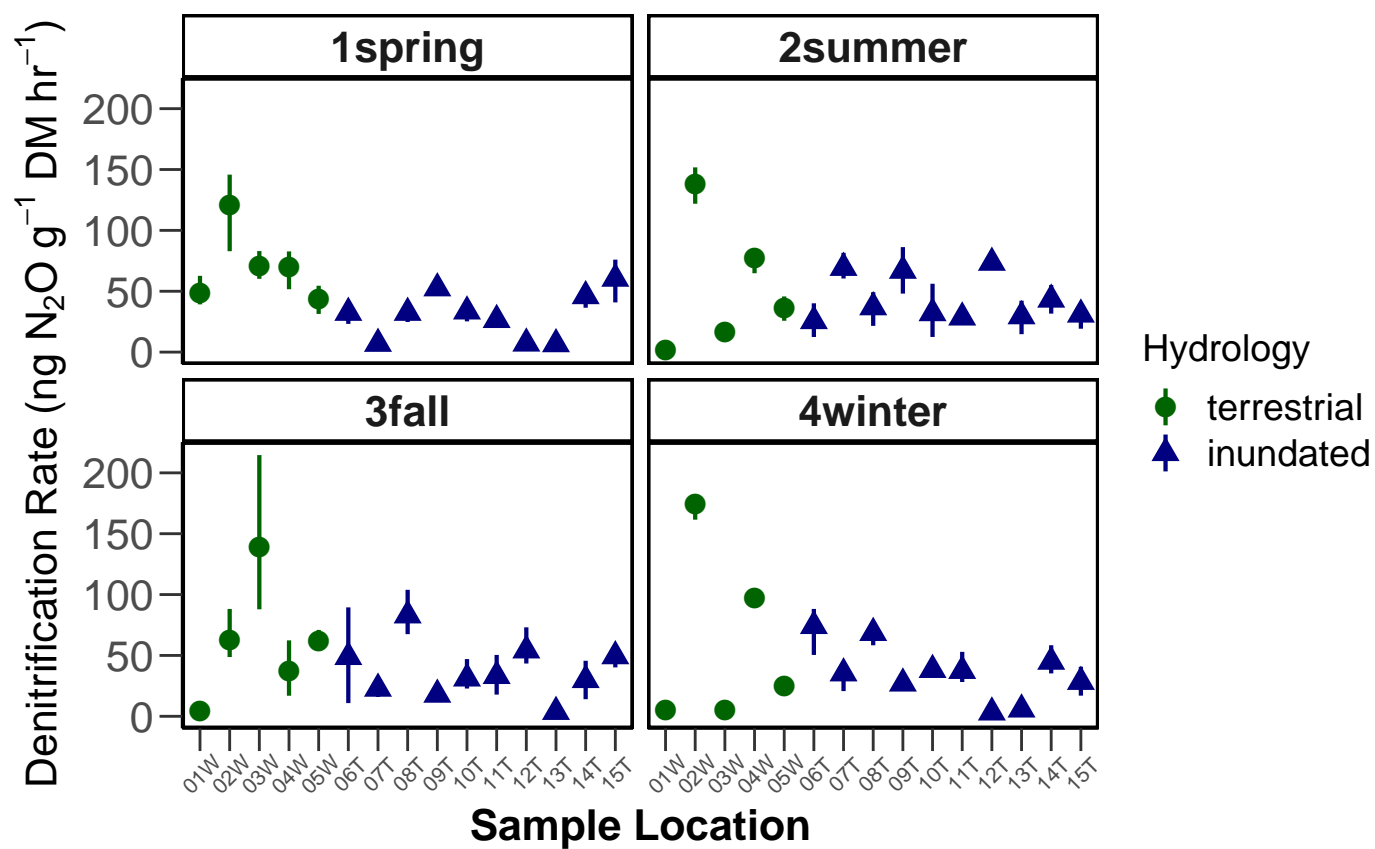 Denitrification Rate (ng N₂O g⁻¹ DM hr⁻¹)
1spring
2summer
200
150
100
50
0
3fall
4winter
200
150
100
50
0
01W 02W 03W 04W 05W 06T 07T 08T 09T 10T 11T 12T 13T 14T 15T
01W 02W 03W 04W 05W 06T 07T 08T 09T 10T 11T 12T 13T 14T 15T
Sample Location
Hydrology
terrestrial
inundated